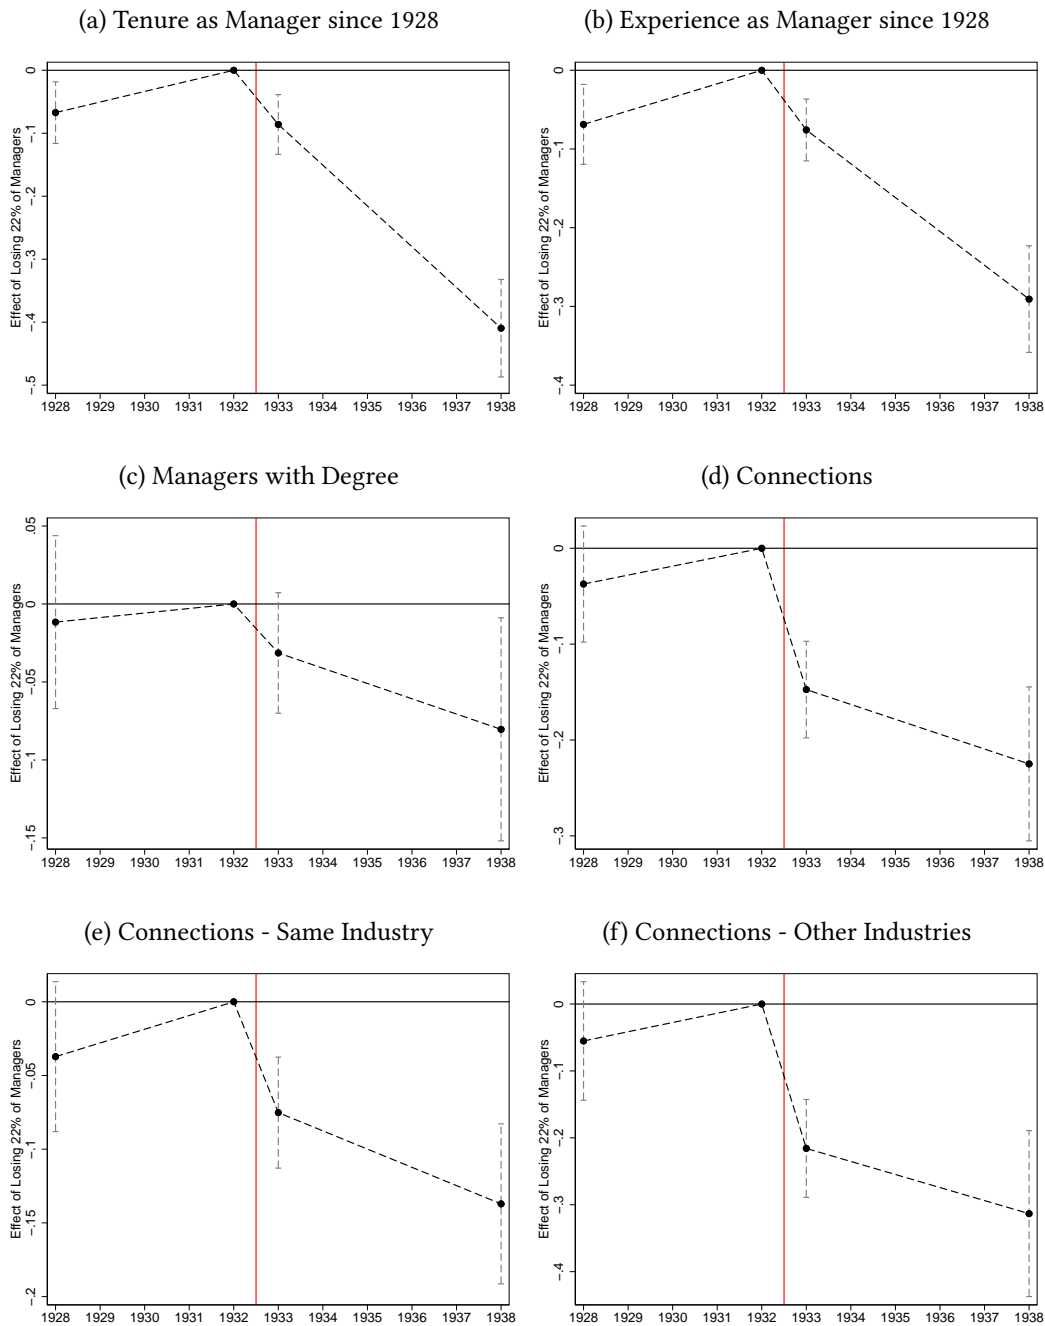 (a) Tenure as Manager since 1928
Effect of Losing 22% of Managers
0
-.1
-.2
-.3
-.4
-.5
1928 1929 1930 1931 1932 1933 1934 1935 1936 1937 1938
(b) Experience as Manager since 1928
Effect of Losing 22% of Managers
0
-.1
-.2
-.3
-.4
1928 1929 1930 1931 1932 1933 1934 1935 1936 1937 1938
(c) Managers with Degree
Effect of Losing 22% of Managers
.05
0
-.05
-.1
-.15
1928 1929 1930 1931 1932 1933 1934 1935 1936 1937 1938
(d) Connections
Effect of Losing 22% of Managers
0
-.1
-.2
-.3
1928 1929 1930 1931 1932 1933 1934 1935 1936 1937 1938
(e) Connections - Same Industry
Effect of Losing 22% of Managers
0
-.05
-.1
-.15
-.2
1928 1929 1930 1931 1932 1933 1934 1935 1936 1937 1938
(f) Connections - Other Industries
Effect of Losing 22% of Managers
0
-.1
-.2
-.3
-.4
1928 1929 1930 1931 1932 1933 1934 1935 1936 1937 1938